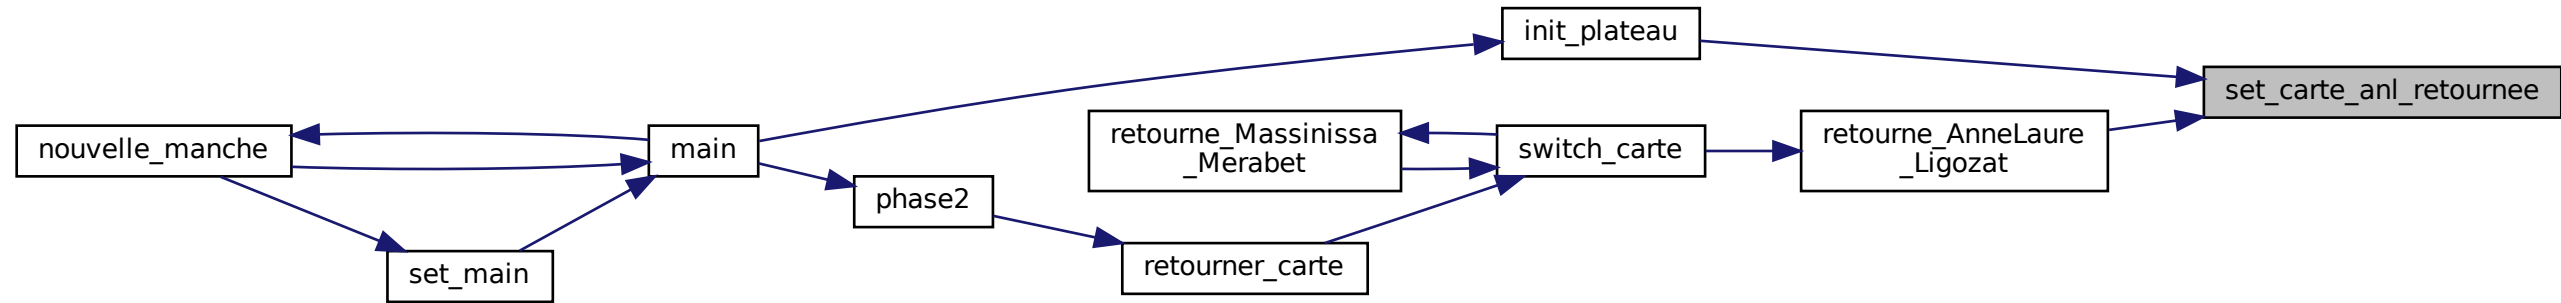 init_plateau
set_carte_anl_retournee
nouvelle_manche
main
retourne_Massinissa
_Merabet
switch_carte
retourne_AnneLaure
_Ligozat
phase2
set_main
retourner_carte